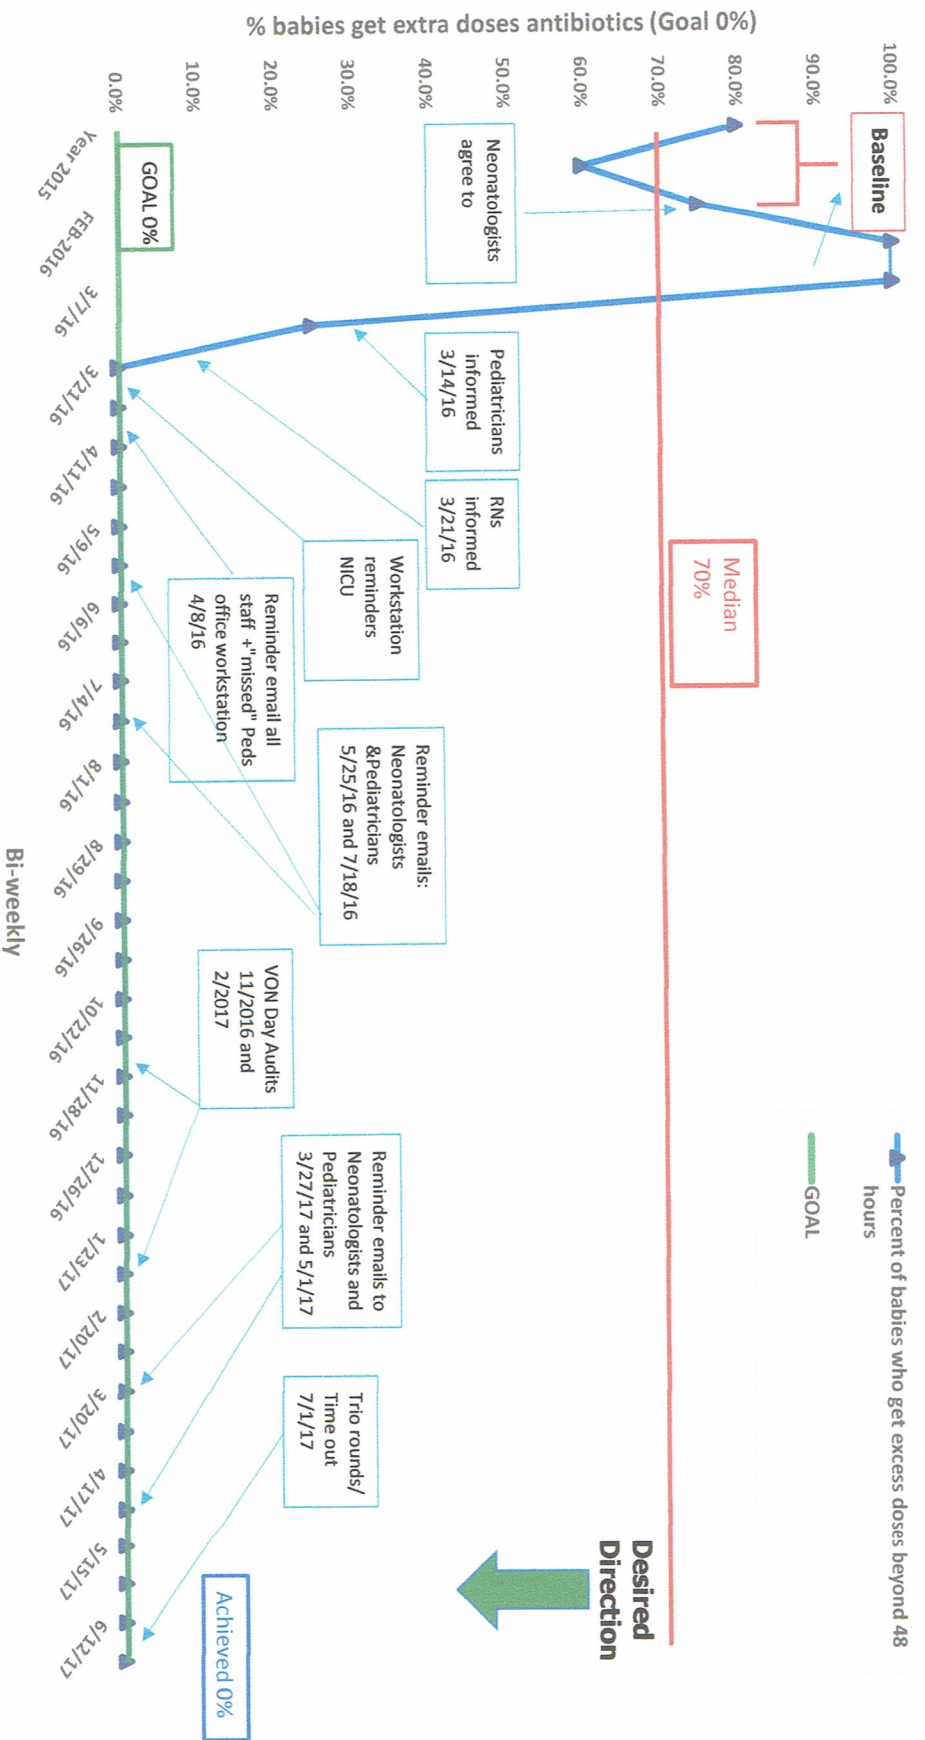 % babies get extra doses antibiotics (Goal 0%)
100.0%
90.0%
80.0%
70.0%
60.0%
50.0%
40.0%
30.0%
20.0%
10.0%
0.0%
Baseline
Neonatologists
agree to
GOAL 0%
Pediatricians
informed
3/14/16
RNs
informed
3/21/16
Workstation
reminders
NICU
Reminder email all
staff +"missed" Peds
office workstation
4/8/16
Median
70%
Reminder emails:
Neonatologists
&Pediatricians
5/25/16 and 7/18/16
VON Day Audits
11/2016 and
2/2017
Reminder emails to
Neonatologists and
Pediatricians
3/27/17 and 5/1/17
Trio rounds/
Time out
7/1/17
Percent of babies who get excess doses beyond 48
hours
GOAL
Desired
Direction
Achieved 0%
Year 2015
FEB-2016
3/7/16
3/21/16
4/11/16
5/9/16
6/6/16
7/4/16
8/1/16
8/29/16
9/26/16
10/22/16
11/28/16
12/26/16
1/23/17
2/20/17
3/20/17
4/17/17
5/15/17
6/12/17
Bi-weekly